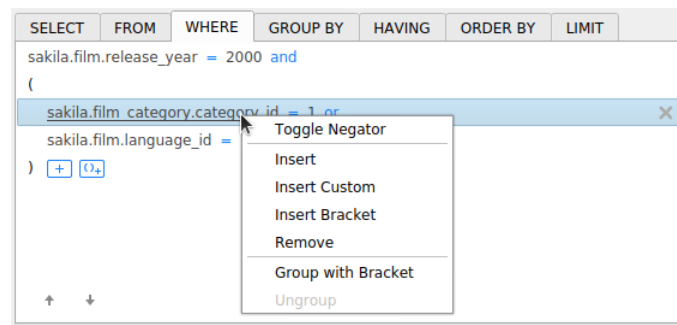 SELECT FROM WHERE GROUP BY HAVING ORDER BY LIMIT
sakila.film.release_year = 2000 and
(
sakila.film_category.category_id = 1 or
sakila.film.language_id =
) + ()+
Toggle Negator
Insert
Insert Custom
Insert Bracket
Remove
Group with Bracket
Ungroup